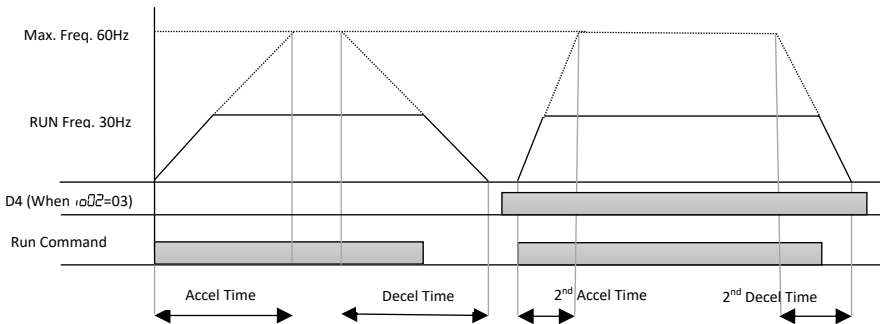 Max. Freq. 60Hz
RUN Freq. 30Hz
D4 (When io02=03)
Run Command
Accel Time
Decel Time
2nd Accel Time
2nd Decel Time